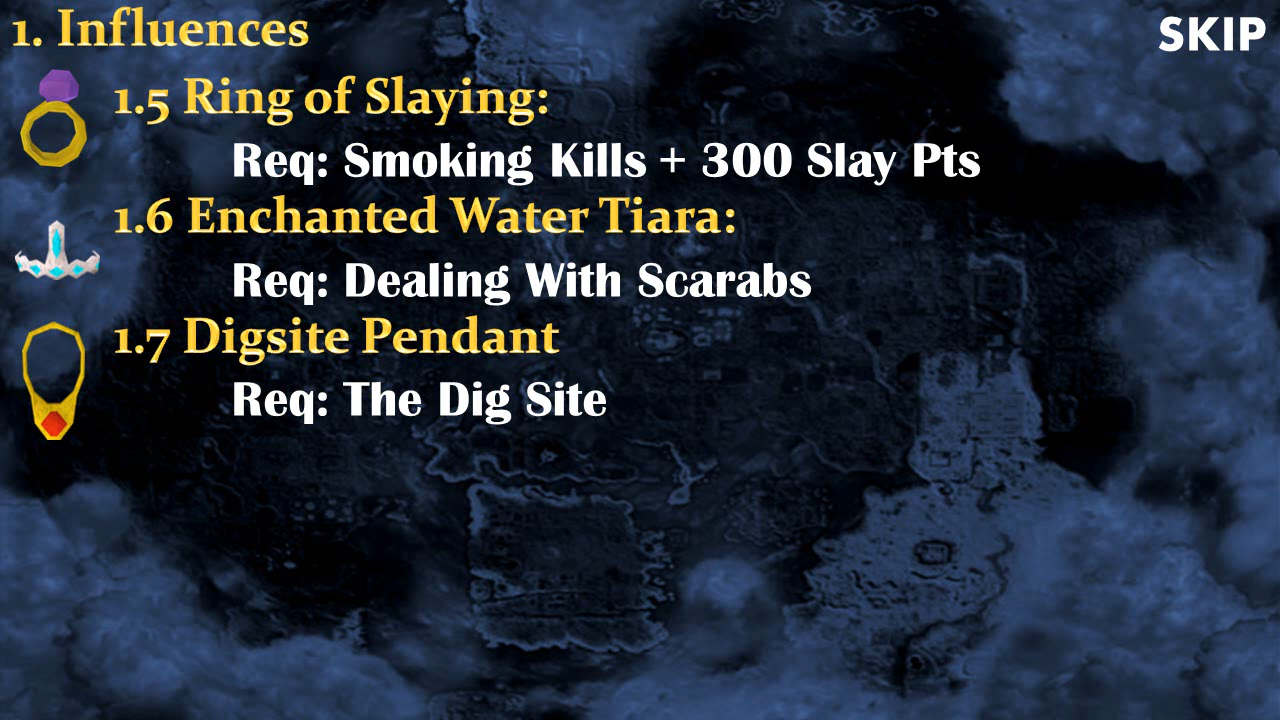 1. Influences
SKIP
1.5 Ring of Slaying:
Req: Smoking Kills + 300 Slay Pts
1.6 Enchanted Water Tiara:
Req: Dealing With Scarabs
1.7 Digsite Pendant
Req: The Dig Site